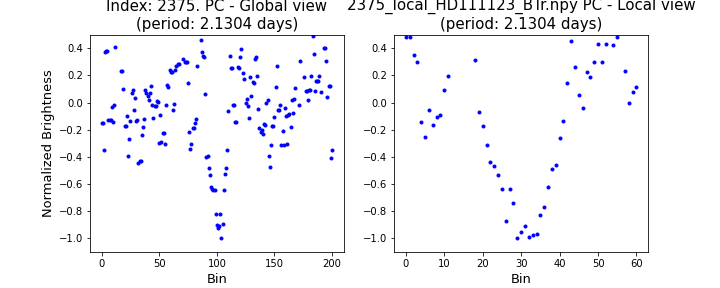 Index: 2375. PC - Global view
(period: 2.1304 days)
2375_local_HD111123_BTr.npy PC - Local view
(period: 2.1304 days)
Normalized Brightness
0.4
0.2
0.0
−0.2
−0.4
−0.6
−0.8
−1.0
0 50 100 150 200
Bin
0.4
0.2
0.0
−0.2
−0.4
−0.6
−0.8
−1.0
0 10 20 30 40 50 60
Bin